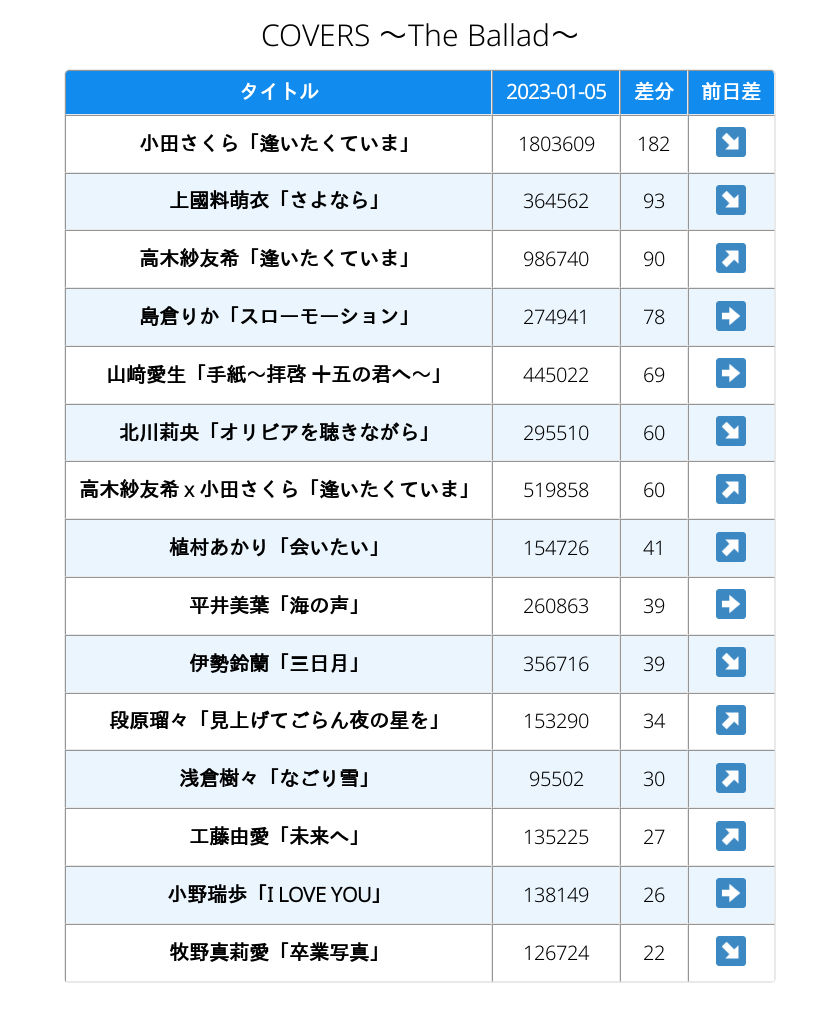 COVERS ～The Ballad～
タイトル 2023-01-05 差分 前日差
小田さくら「逢いたくていま」 1803609 182 ↘
上國料萌衣「さよなら」 364562 93 ↘
高木紗友希「逢いたくていま」 986740 90 ↗
島倉りか「スローモーション」 274941 78 ➡
山﨑愛生「手紙～拝啓 十五の君へ～」 445022 69 ➡
北川莉央「オリビアを聴きながら」 295510 60 ↘
高木紗友希 x 小田さくら「逢いたくていま」 519858 60 ↗
植村あかり「会いたい」 154726 41 ↗
平井美葉「海の声」 260863 39 ➡
伊勢鈴蘭「三日月」 356716 39 ↘
段原瑠々「見上げてごらん夜の星を」 153290 34 ↗
浅倉樹々「なごり雪」 95502 30 ↗
工藤由愛「未来へ」 135225 27 ↗
小野瑞歩「I LOVE YOU」 138149 26 ➡
牧野真莉愛「卒業写真」 126724 22 ↘